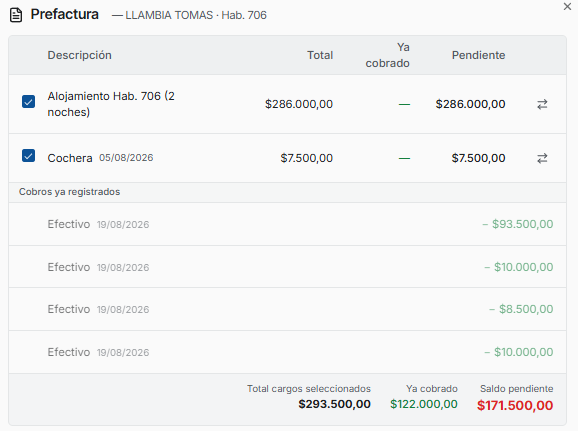 Prefactura — LLAMBIA TOMAS · Hab. 706
Descripción Total Ya cobrado Pendiente
Alojamiento Hab. 706 (2 noches) $286.000,00 — $286.000,00
Cochera 05/08/2026 $7.500,00 — $7.500,00
Cobros ya registrados
Efectivo 19/08/2026 − $93.500,00
Efectivo 19/08/2026 − $10.000,00
Efectivo 19/08/2026 − $8.500,00
Efectivo 19/08/2026 − $10.000,00
Total cargos seleccionados Ya cobrado Saldo pendiente
$293.500,00 $122.000,00 $171.500,00